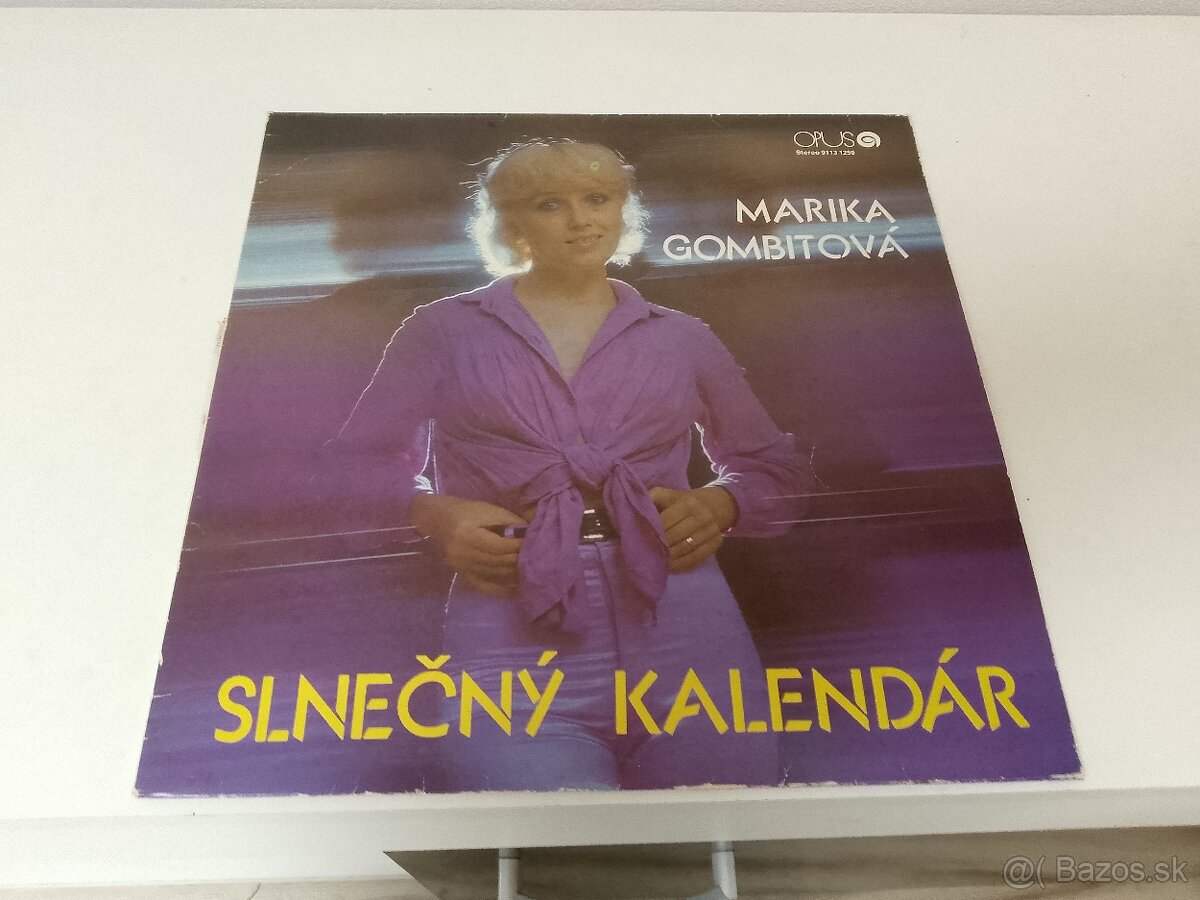 OPUS
Stereo 9113 1259
MARIKA
GOMBITOVÁ
SLNEČNÝ KALENDÁR
@( Bazos.sk